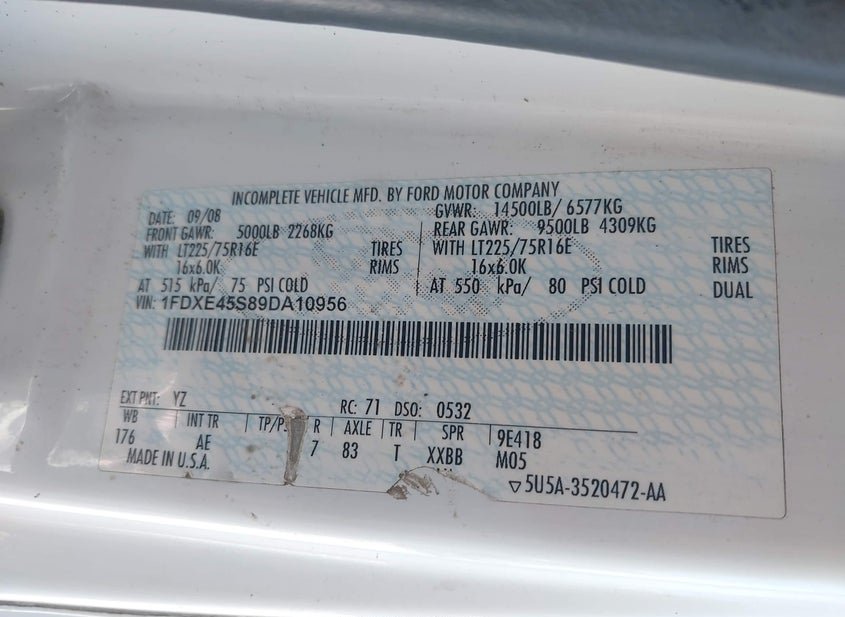 INCOMPLETE VEHICLE MFD. BY FORD MOTOR COMPANY
DATE: 09/08 GVWR: 14500LB/ 6577KG
FRONT GAWR: 5000LB 2268KG REAR GAWR: 9500LB 4309KG
WITH LT225/75R16E TIRES WITH LT225/75R16E TIRES
16x6.0K RIMS 16x6.0K RIMS
AT 515 kPa/ 75 PSI COLD AT 550 kPa/ 80 PSI COLD DUAL
VIN: 1FDXE45S89DA10956
EXT PNT: YZ RC: 71 DSO: 0532
WB INT TR TP/P R AXLE TR SPR 9E418
176 AE 7 83 T XXBB M05
MADE IN U.S.A.
▽5U5A-3520472-AA